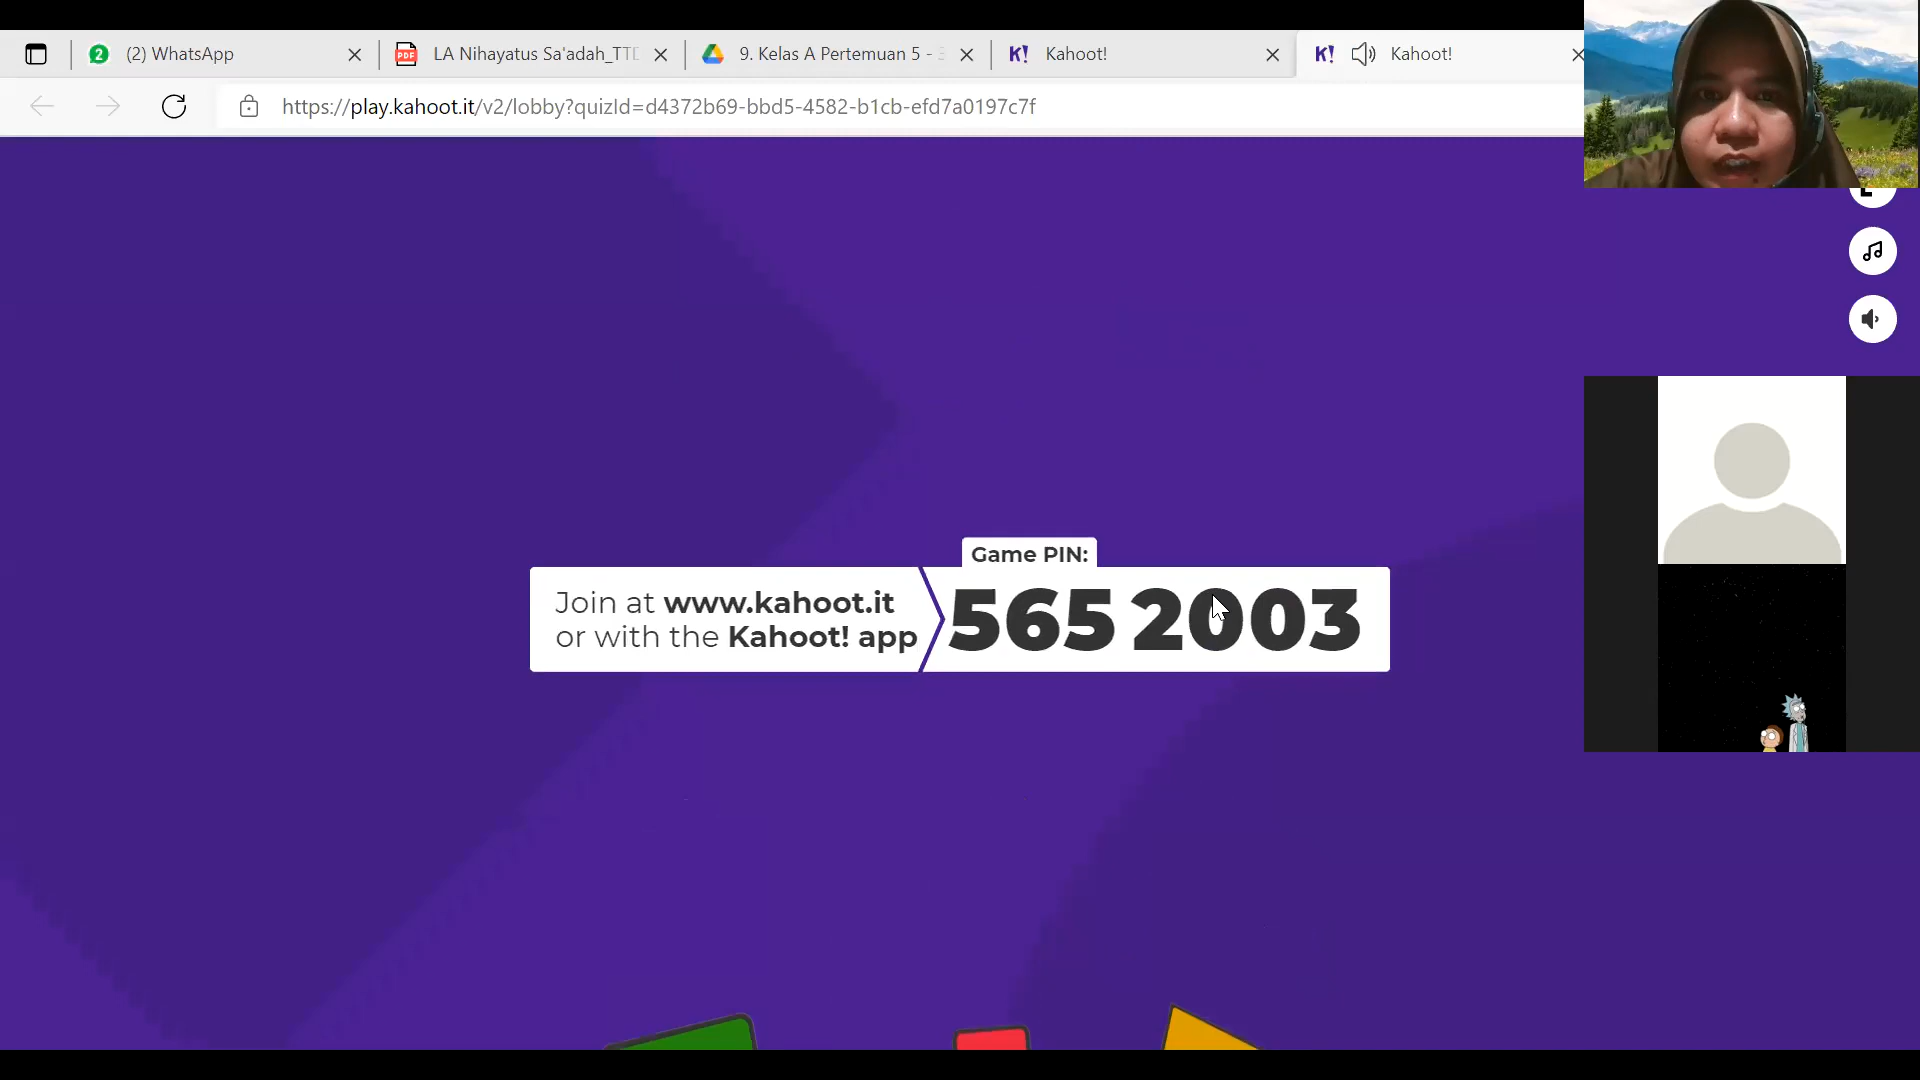 2 (2) WhatsApp
PDF LA Nihayatus Sa'adah_TT
9. Kelas A Pertemuan 5 -
K! Kahoot!
K! Kahoot!
https://play.kahoot.it/v2/lobby?quizId=d4372b69-bbd5-4582-b1cb-efd7a0197c7f
Game PIN:
Join at www.kahoot.it
or with the Kahoot! app
565 2003